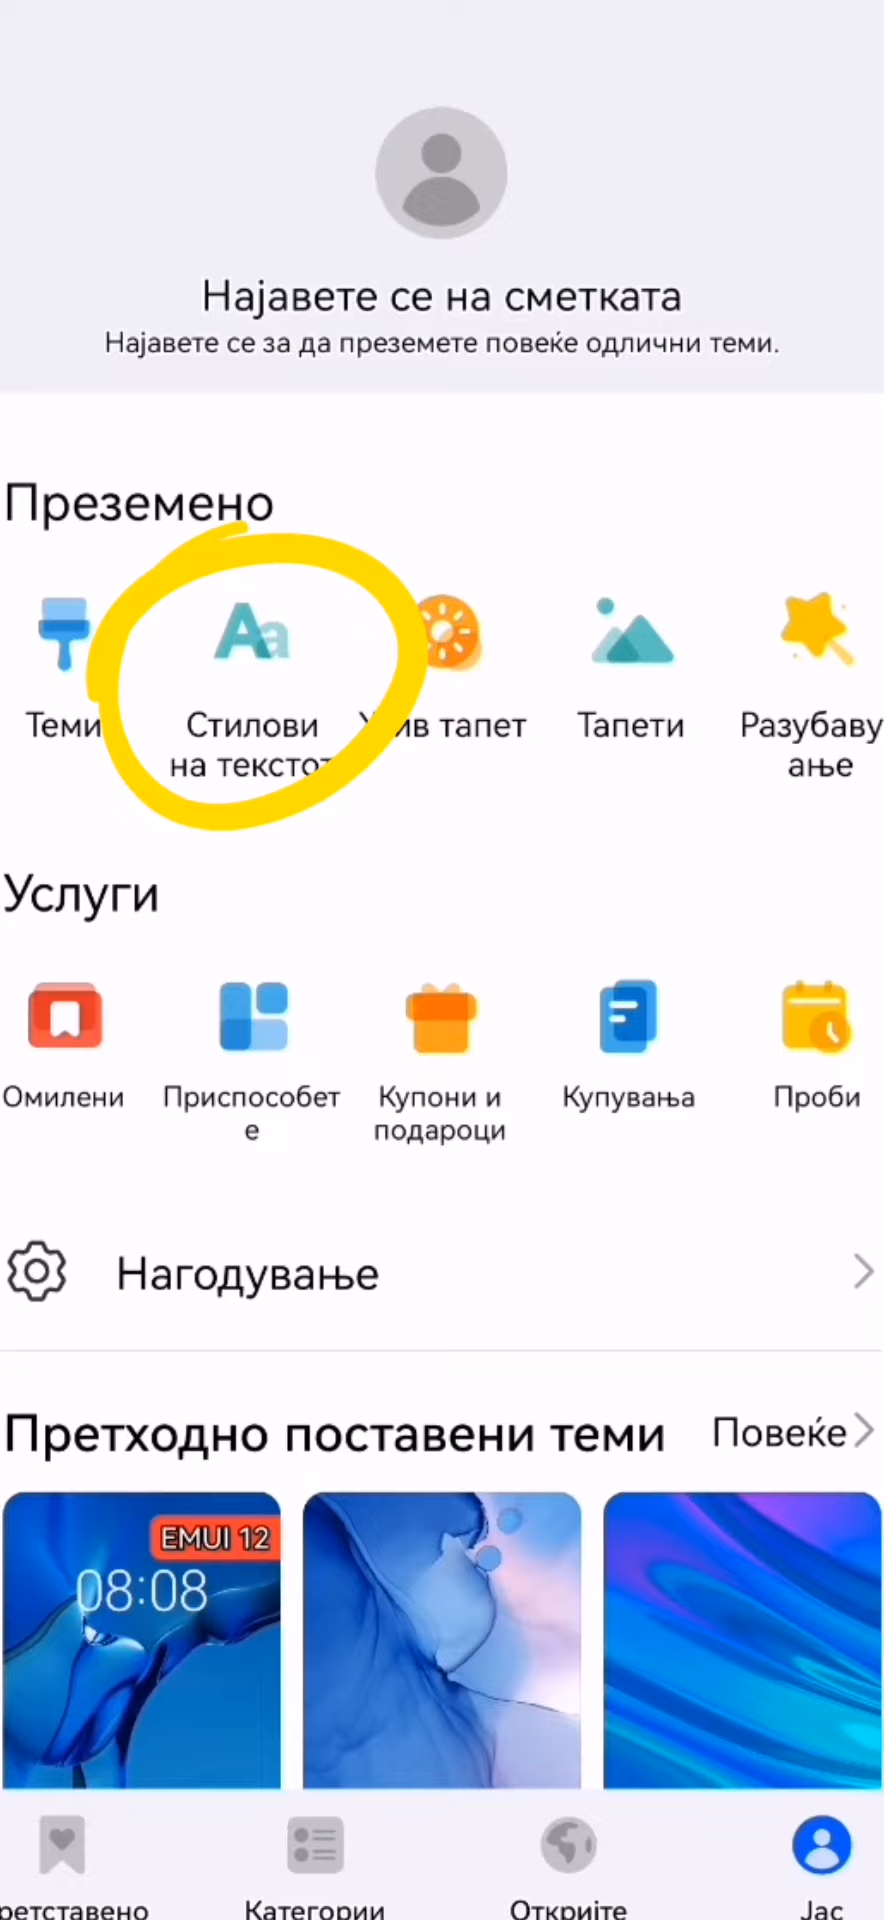 Најавете се на сметката
Најавете се за да преземете повеќе одлични теми.
Преземено
Теми
Стилови
на текстот
тапет
Тапети
Разубаву
ање
Услуги
Омилени
Приспособет
е
Купони и
подароци
Купувања
Проби
Нагодување
Претходно поставени теми
Повеќе
EMUI 12
08:08
ретставено
Категории
Откријте
Јас